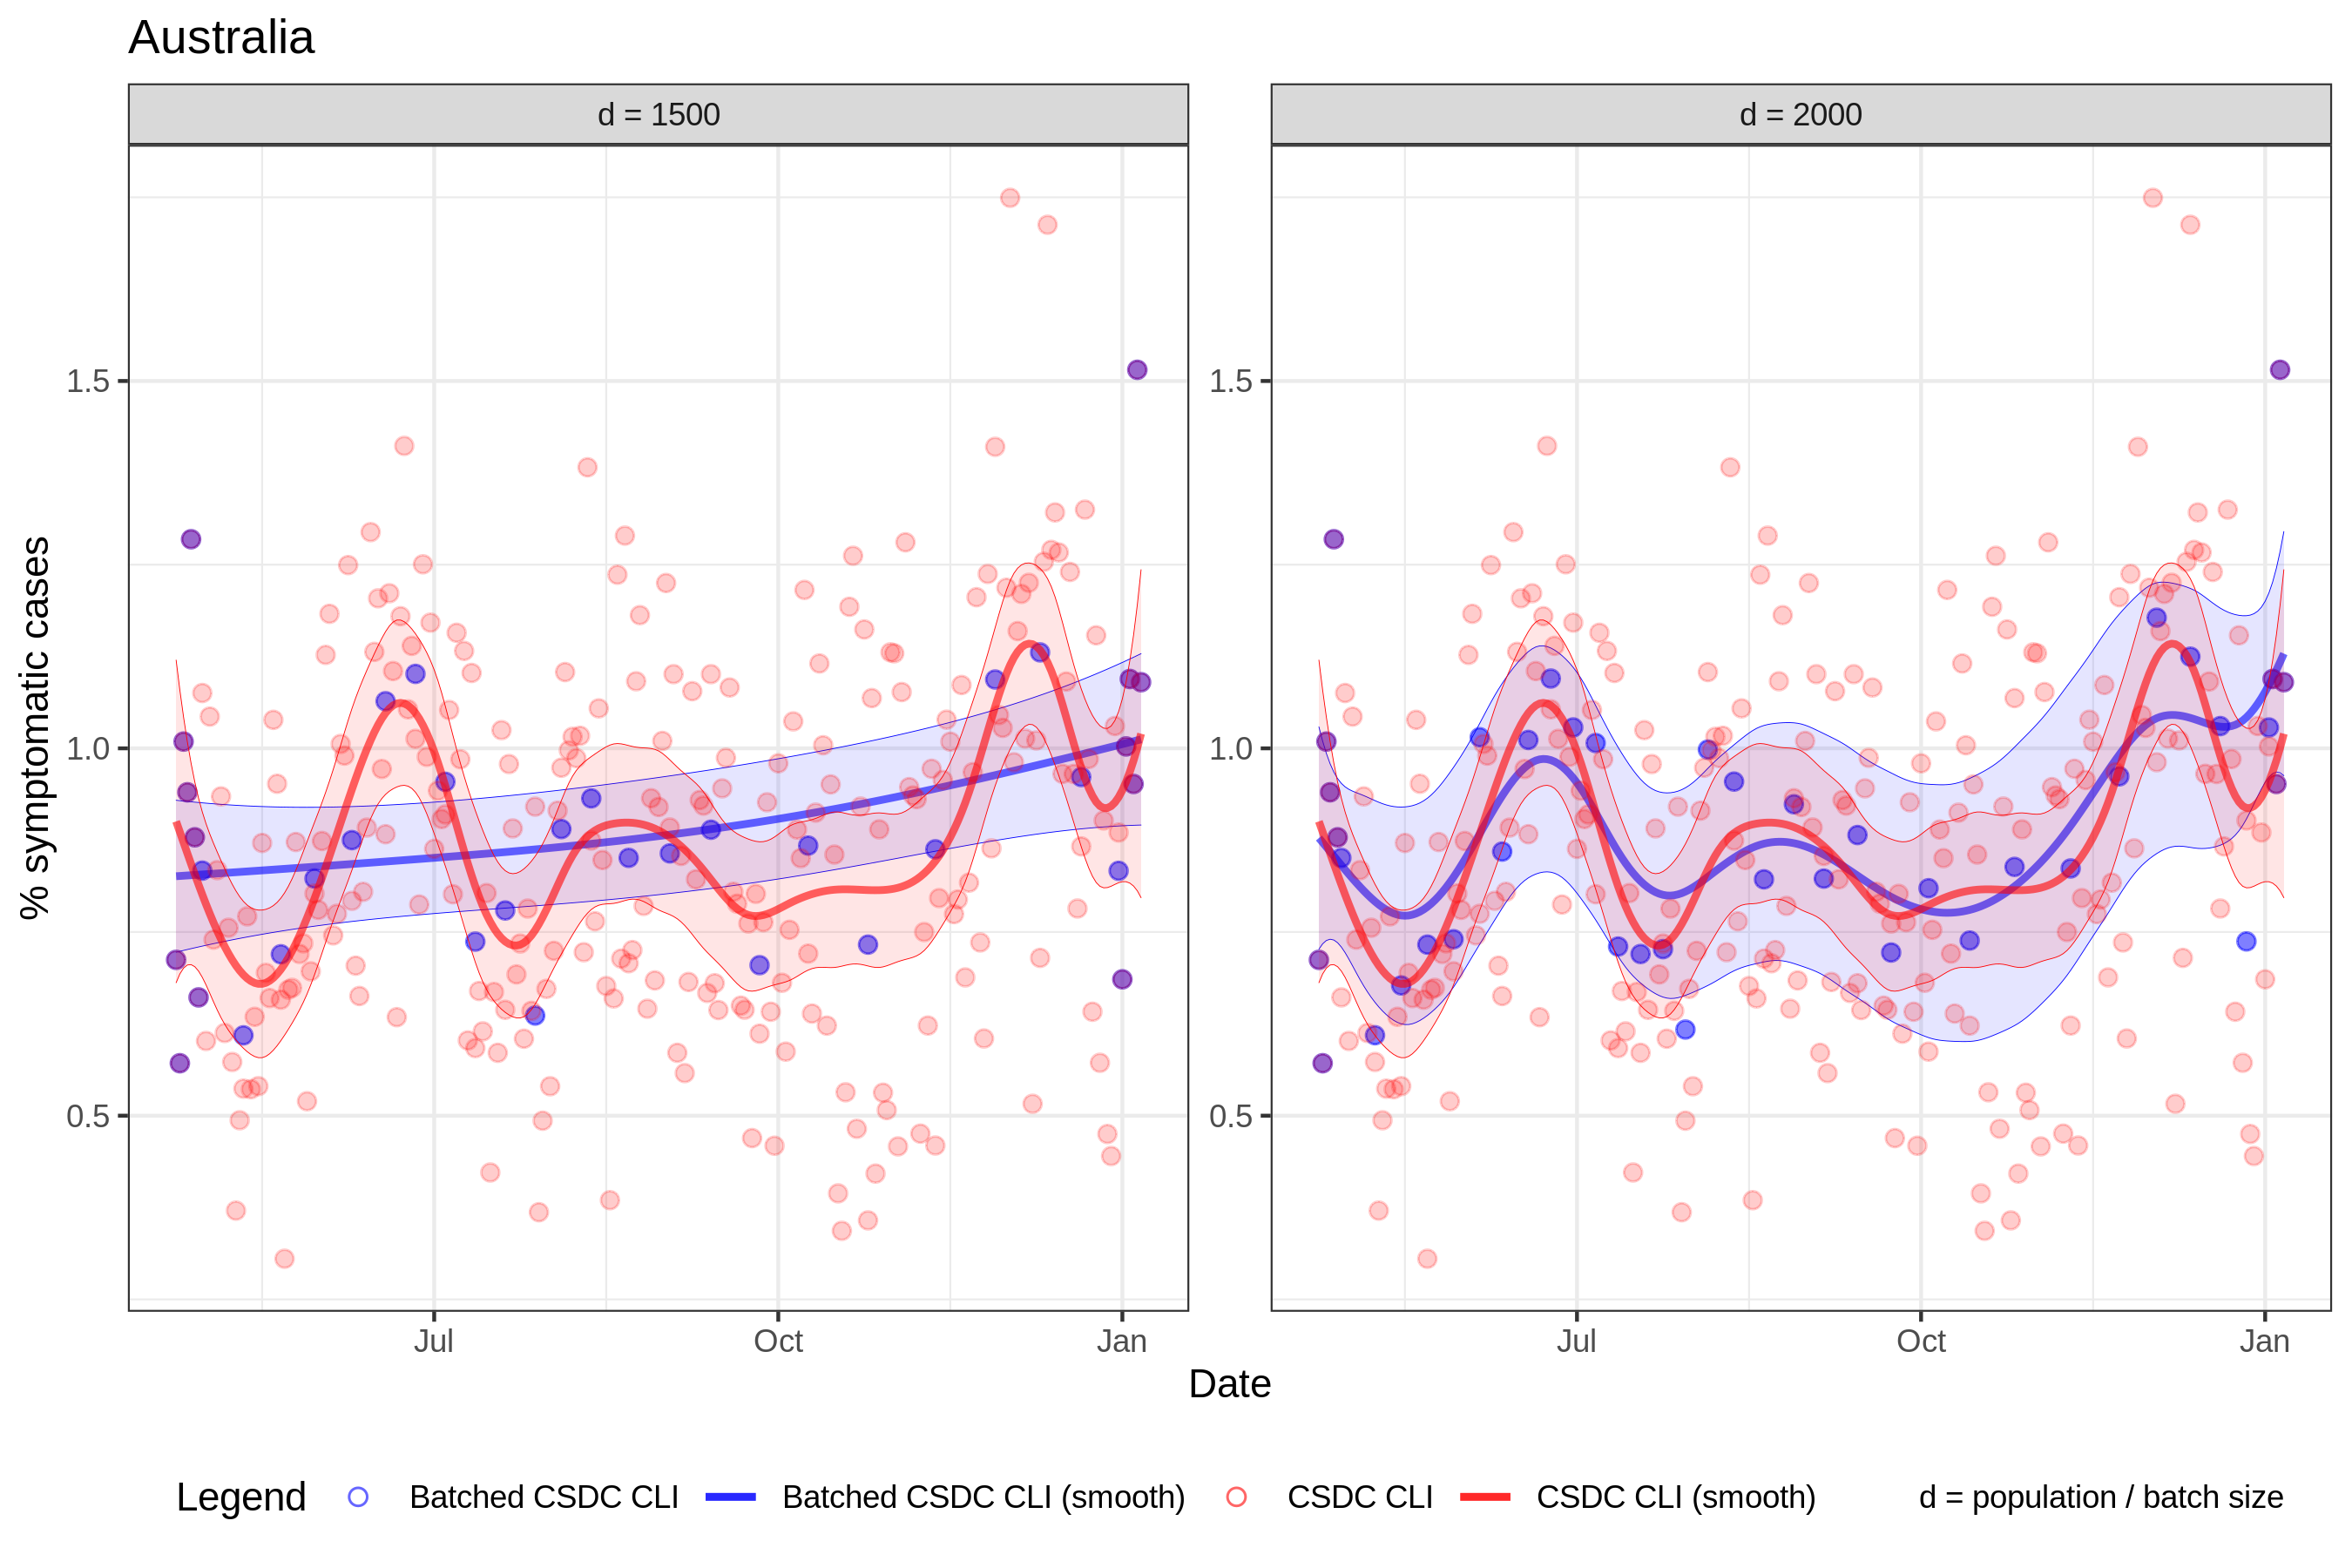 Australia
d = 1500
d = 2000
% symptomatic cases
1.5
1.0
0.5
1.5
1.0
0.5
Jul Oct Jan
Jul Oct Jan
Date
Legend Batched CSDC CLI Batched CSDC CLI (smooth) CSDC CLI CSDC CLI (smooth) d = population / batch size